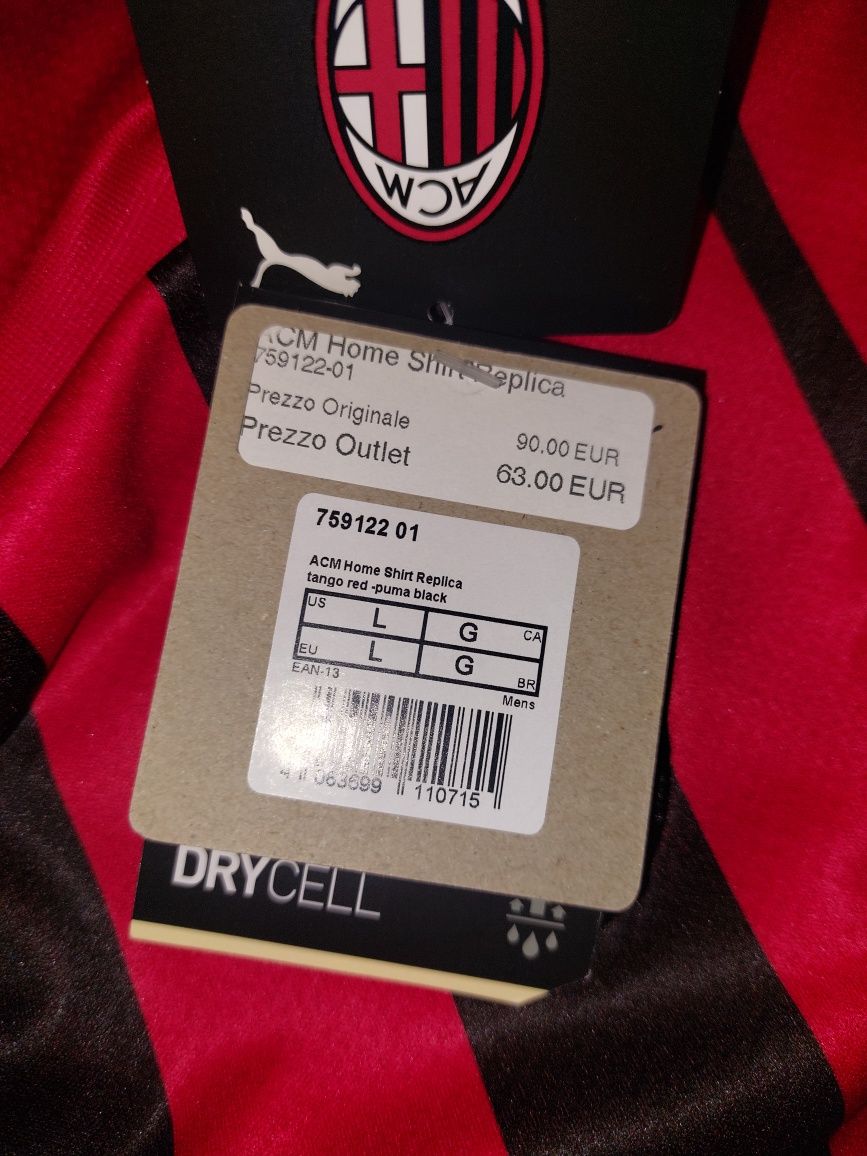 ACM
ACM Home Shirt Replica
759122-01
Prezzo Originale 90.00 EUR
Prezzo Outlet 63.00 EUR
759122 01
ACM Home Shirt Replica
tango red -puma black
US L G CA
EU L G BR
EAN-13 Mens
4 063699 110715
DRYCELL